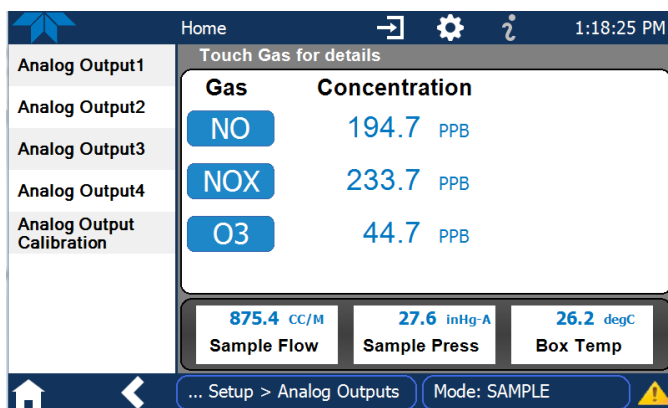 Home
1:18:25 PM
Analog Output1
Analog Output2
Analog Output3
Analog Output4
Analog Output
Calibration
Touch Gas for details
Gas Concentration
NO 194.7 PPB
NOX 233.7 PPB
O3 44.7 PPB
875.4 CC/M
Sample Flow
27.6 inHg-A
Sample Press
26.2 degC
Box Temp
... Setup > Analog Outputs
Mode: SAMPLE